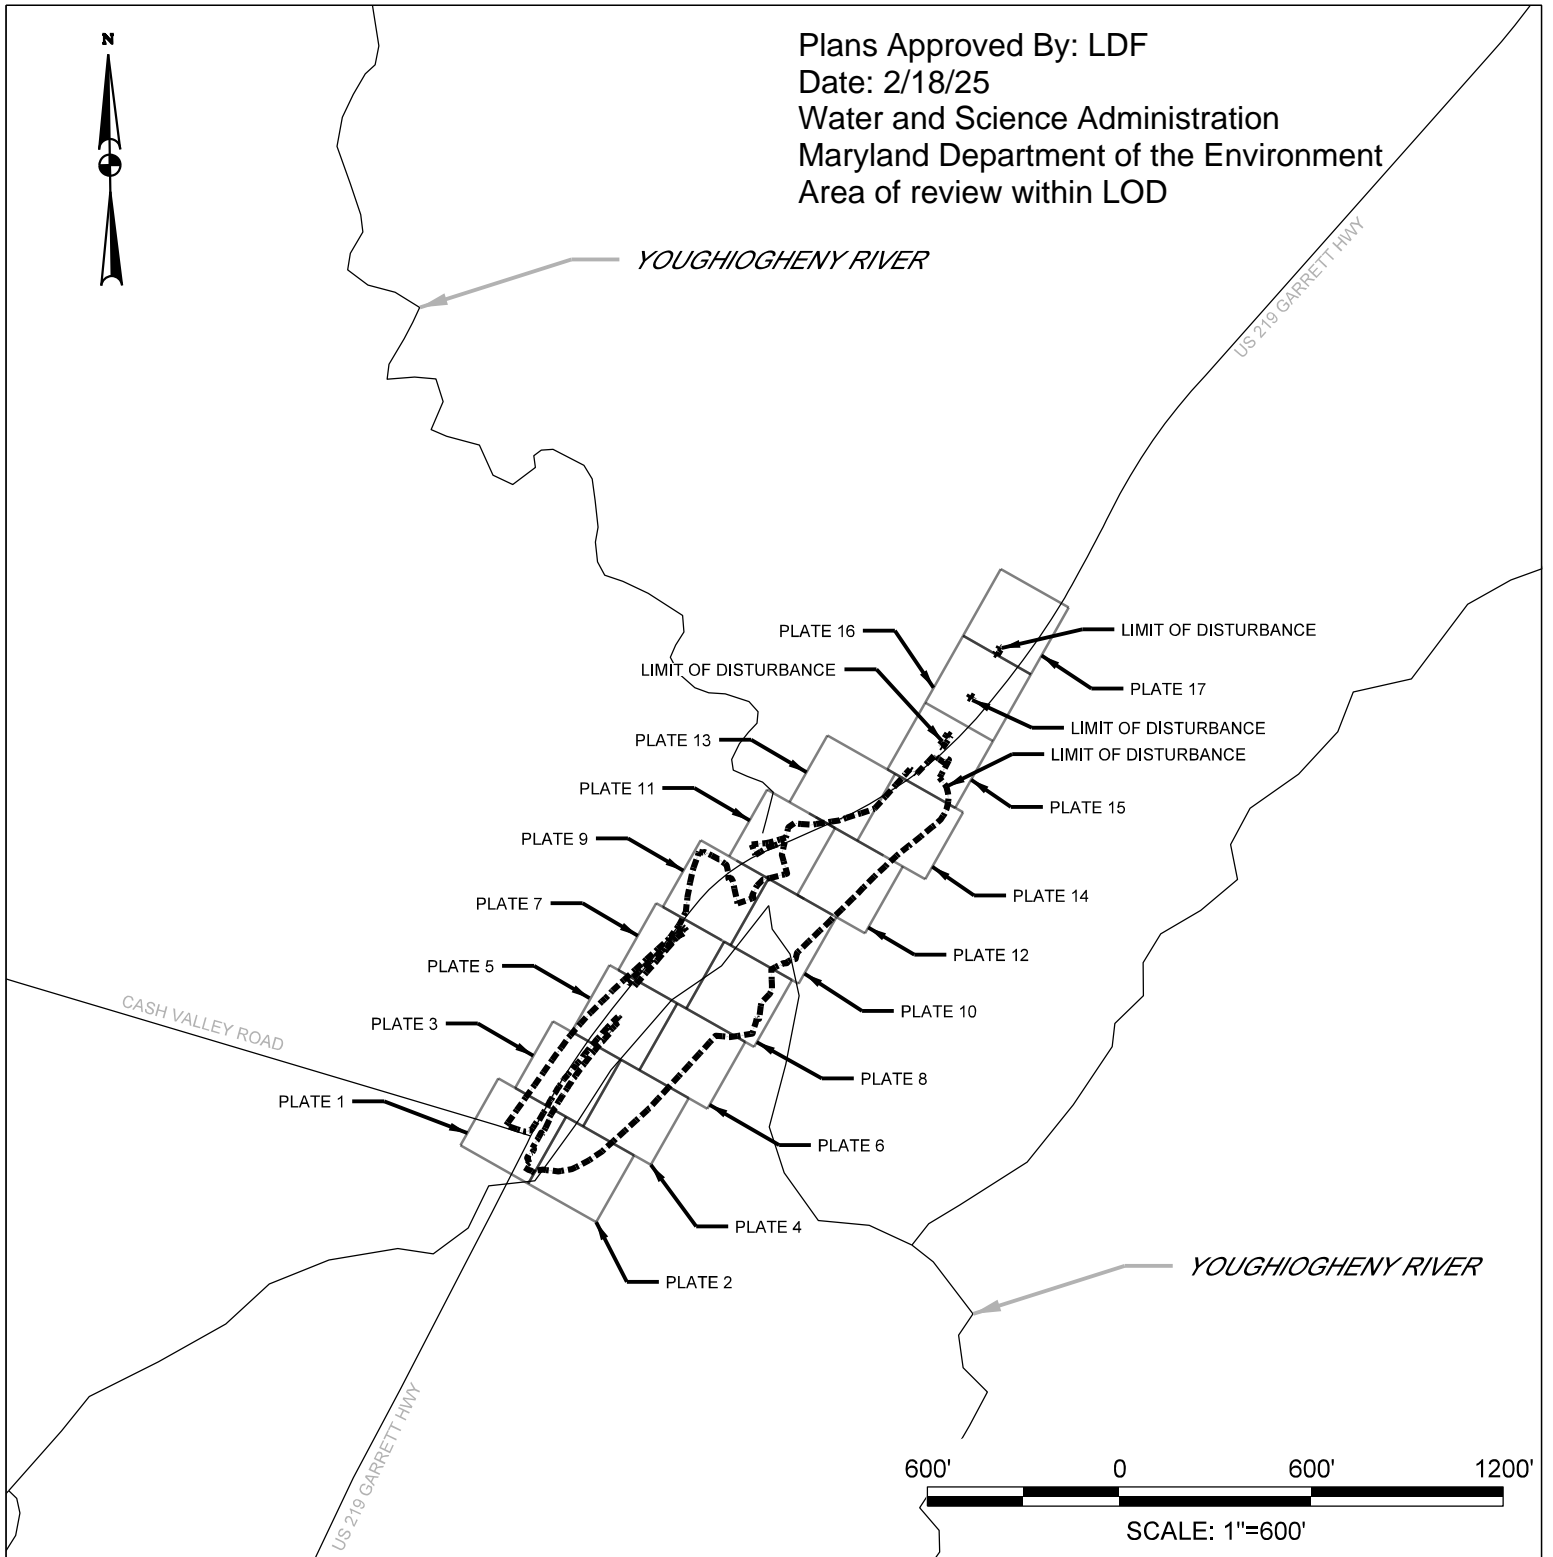 N
Plans Approved By: LDF
Date: 2/18/25
Water and Science Administration
Maryland Department of the Environment
Area of review within LOD
YOUGHIOGHENY RIVER
US 219 GARRETT HWY
PLATE 16
LIMIT OF DISTURBANCE
LIMIT OF DISTURBANCE
PLATE 17
LIMIT OF DISTURBANCE
PLATE 13
LIMIT OF DISTURBANCE
PLATE 11
PLATE 15
PLATE 9
PLATE 14
PLATE 7
PLATE 12
PLATE 5
PLATE 10
CASH VALLEY ROAD
PLATE 3
PLATE 8
PLATE 1
PLATE 6
PLATE 4
PLATE 2
YOUGHIOGHENY RIVER
US 219 GARRETT HWY
600' 0 600' 1200'
SCALE: 1"=600'